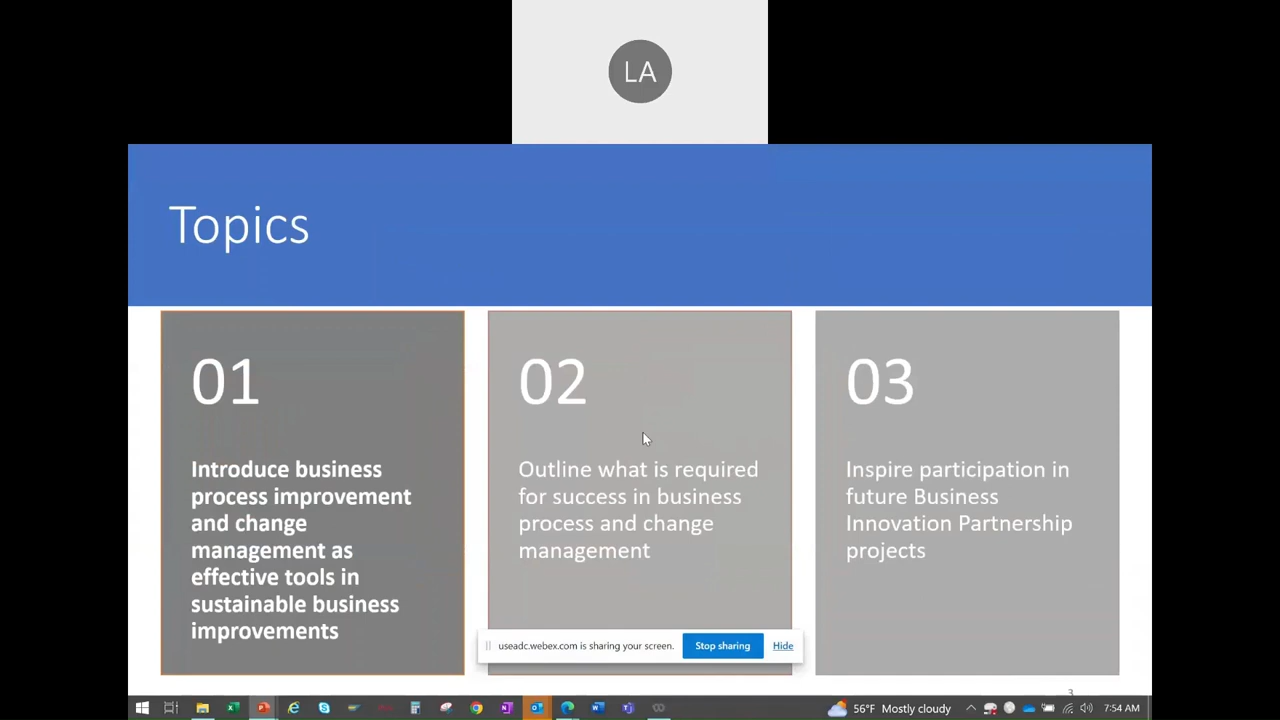 LA
Topics
01
Introduce business
process improvement
and change
management as
effective tools in
sustainable business
improvements
02
Outline what is required
for success in business
process and change
management
03
Inspire participation in
future Business
Innovation Partnership
projects
useadc.webex.com is sharing your screen.
Stop sharing
Hide
3
56°F Mostly cloudy
7:54 AM